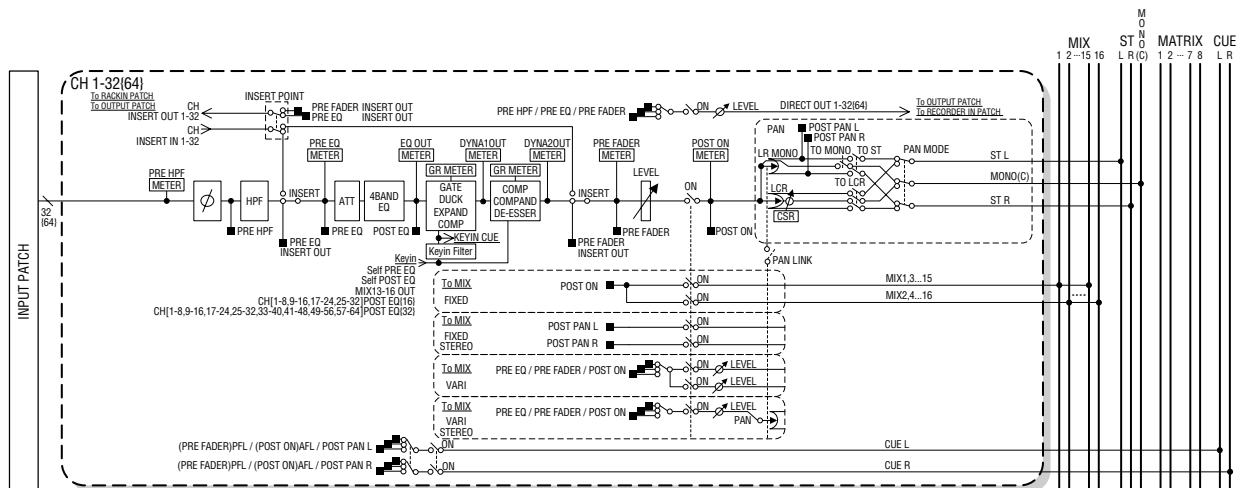 MONO
MIX ST (C) MATRIX CUE
1 2 ··· 15 16 L R 1 2 ··· 7 8 L R
INPUT PATCH
32
{64}
CH 1-32{64}
To RACKIN PATCH
To OUTPUT PATCH
CH
INSERT OUT 1-32
CH
INSERT IN 1-32
INSERT POINT
PRE FADER INSERT OUT
PRE EQ INSERT OUT
PRE HPF / PRE EQ / PRE FADER
ON
LEVEL
DIRECT OUT 1-32{64}
To OUTPUT PATCH
To RECORDER IN PATCH
PRE HPF
METER
PRE EQ
METER
EQ OUT
METER
DYNA1OUT
METER
DYNA2OUT
METER
PRE FADER
METER
POST ON
METER
GR METER
GR METER
PAN
POST PAN L
POST PAN R
LR MONO
TO MONO
TO ST
PAN MODE
LCR
TO LCR
CSR
ST L
MONO(C)
ST R
Ø
HPF
INSERT
ATT
4BAND
EQ
GATE
DUCK
EXPAND
COMP
COMP
COMPAND
DE-ESSER
INSERT
LEVEL
ON
PRE HPF
PRE EQ
INSERT OUT
PRE EQ
POST EQ
KEYIN CUE
Keyin Filter
PRE FADER
INSERT OUT
PRE FADER
POST ON
PAN LINK
Keyin
Self PRE EQ
Self POST EQ
MIX13-16 OUT
CH[1-8,9-16,17-24,25-32]POST EQ{16}
CH[1-8,9-16,17-24,25-32,33-40,41-48,49-56,57-64]POST EQ{32}
To MIX
FIXED
POST ON
ON
ON
MIX1,3...15
MIX2,4...16
To MIX
FIXED
STEREO
POST PAN L
POST PAN R
ON
ON
To MIX
VARI
PRE EQ / PRE FADER / POST ON
ON
LEVEL
ON
LEVEL
To MIX
VARI
STEREO
PRE EQ / PRE FADER / POST ON
ON
LEVEL
PAN
(PRE FADER)PFL / (POST ON)AFL / POST PAN L
ON
CUE L
(PRE FADER)PFL / (POST ON)AFL / POST PAN R
ON
CUE R